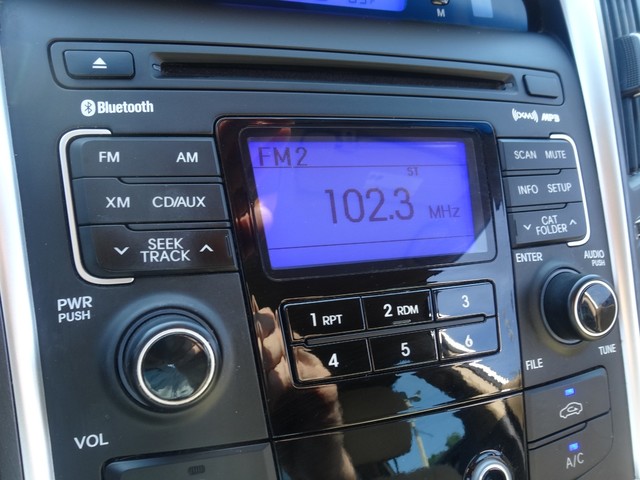 M
Bluetooth
XM MP3
FM AM
SCAN MUTE
FM2
ST
102.3 MHz
XM CD/AUX
INFO SETUP
SEEK
TRACK
CAT
FOLDER
ENTER AUDIO
PUSH
PWR
PUSH
1 RPT 2 RDM 3
4 5 6
FILE TUNE
VOL
A/C